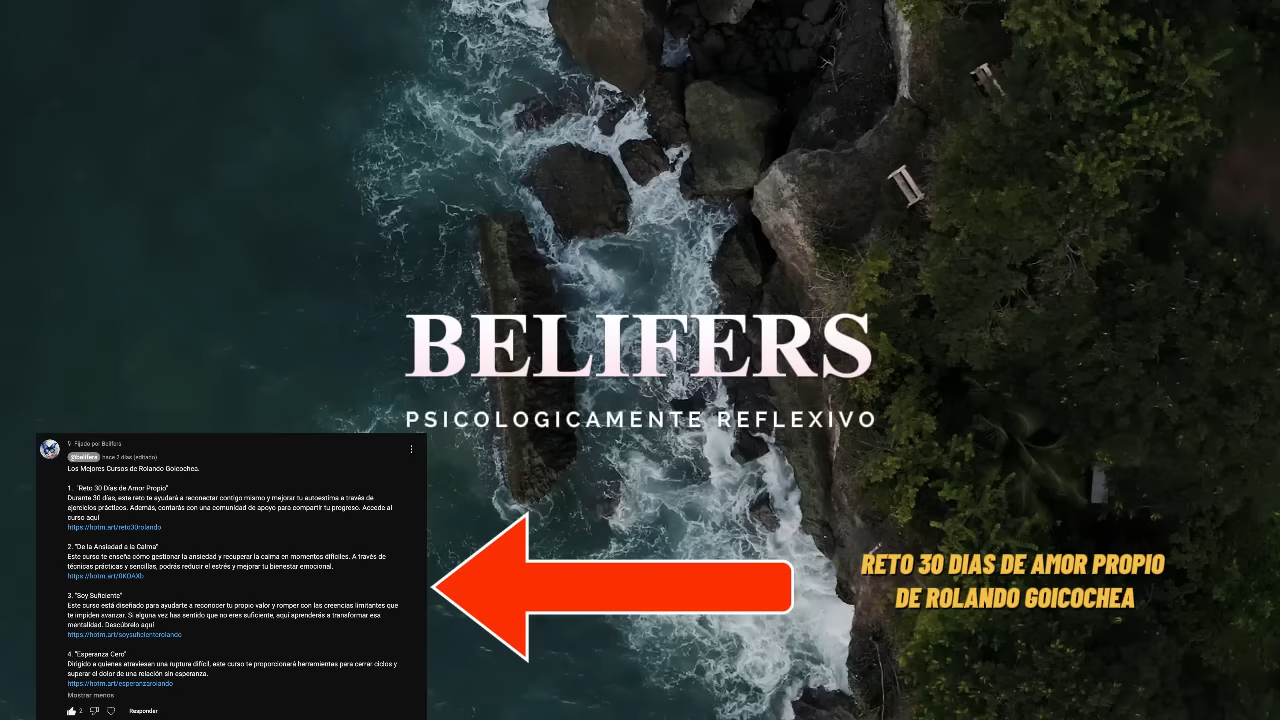 BELIFERS
PSICOLOGICAMENTE REFLEXIVO
Fijado por Belifers
@belifers hace 2 días (editado)
Los Mejores Cursos de Rolando Goicochea.
1. "Reto 30 Días de Amor Propio"
Durante 30 días, este reto te ayudará a reconectar contigo mismo y mejorar tu autoestima a través de
ejercicios prácticos. Además, contarás con una comunidad de apoyo para compartir tu progreso. Accede al
curso aquí
https://hotm.art/reto30rolando
2. "De la Ansiedad a la Calma"
Este curso te enseña cómo gestionar la ansiedad y recuperar la calma en momentos difíciles. A través de
técnicas prácticas y sencillas, podrás reducir el estrés y mejorar tu bienestar emocional.
https://hotm.art/0KOAXb
3. "Soy Suficiente"
Este curso está diseñado para ayudarte a reconocer tu propio valor y romper con las creencias limitantes que
te impiden avanzar. Si alguna vez has sentido que no eres suficiente, aquí aprenderás a transformar esa
mentalidad. Descúbrelo aquí
https://hotm.art/soysuficienterolando
4. "Esperanza Cero"
Dirigido a quienes atraviesan una ruptura difícil, este curso te proporcionará herramientas para cerrar ciclos y
superar el dolor de una relación sin esperanza.
https://hotm.art/esperanzarolando
Mostrar menos
2 Responder
RETO 30 DIAS DE AMOR PROPIO
DE ROLANDO GOICOCHEA